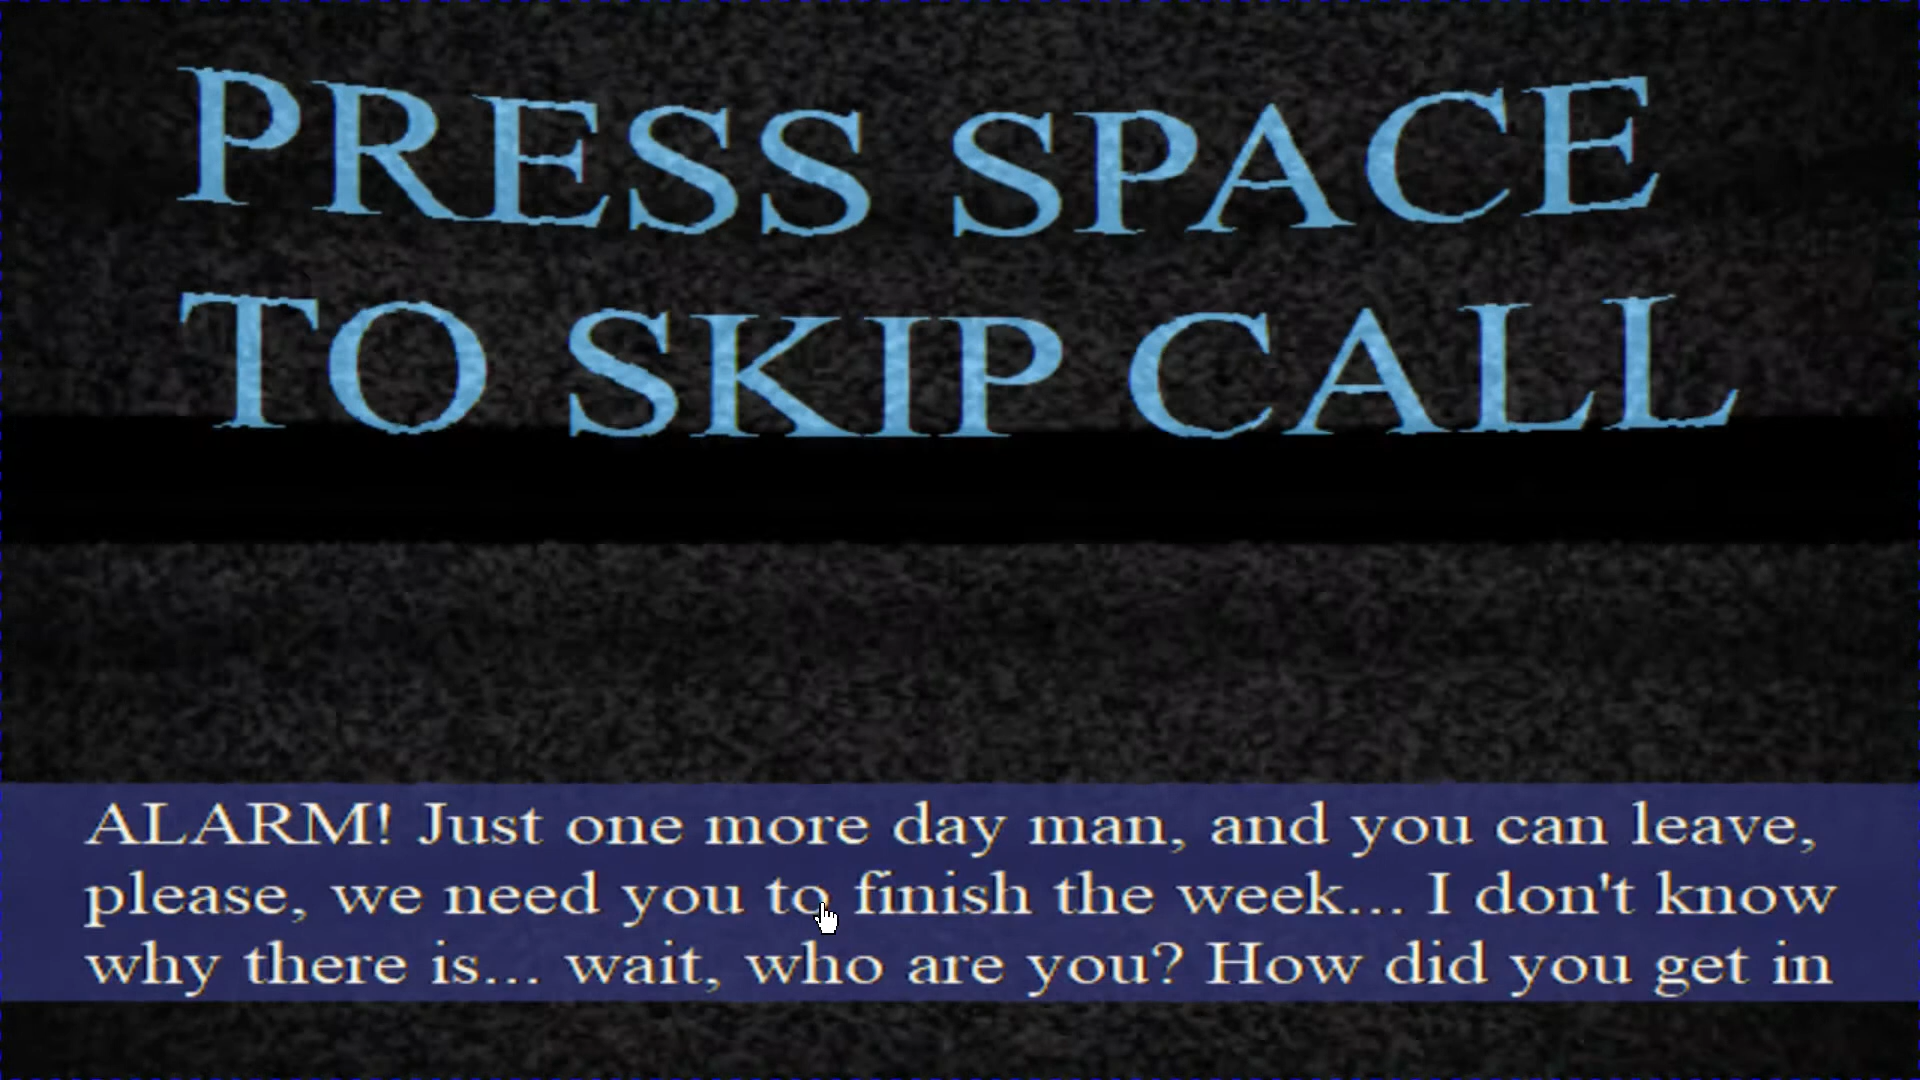 PRESS SPACE
TO SKIP CALL
ALARM! Just one more day man, and you can leave,
please, we need you to finish the week... I don't know
why there is... wait, who are you? How did you get in